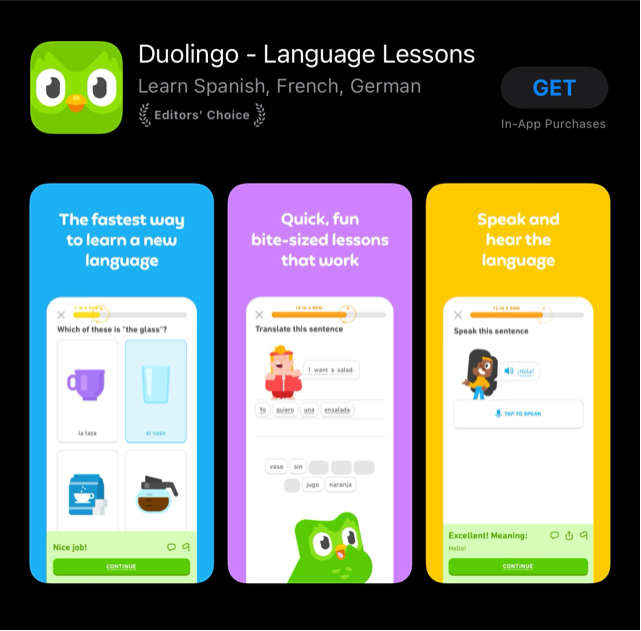 Duolingo - Language Lessons
Learn Spanish, French, German
Editors' Choice
GET
In-App Purchases
The fastest way
to learn a new
language
Which of these is "the glass"?
la taza
el vaso
Nice job!
CONTINUE
Quick, fun
bite-sized lessons
that work
10 IN A ROW
Translate this sentence
I want a salad
Yo quiero una ensalada
vaso sin
jugo naranja
Speak and
hear the
language
Speak this sentence
¡Hola!
TAP TO SPEAK
Excellent! Meaning:
Hello!
CONTINUE